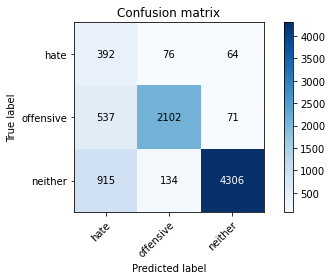 Confusion matrix
hate 392 76 64
offensive 537 2102 71
neither 915 134 4306
hate offensive neither
True label
Predicted label
4000
3500
3000
2500
2000
1500
1000
500